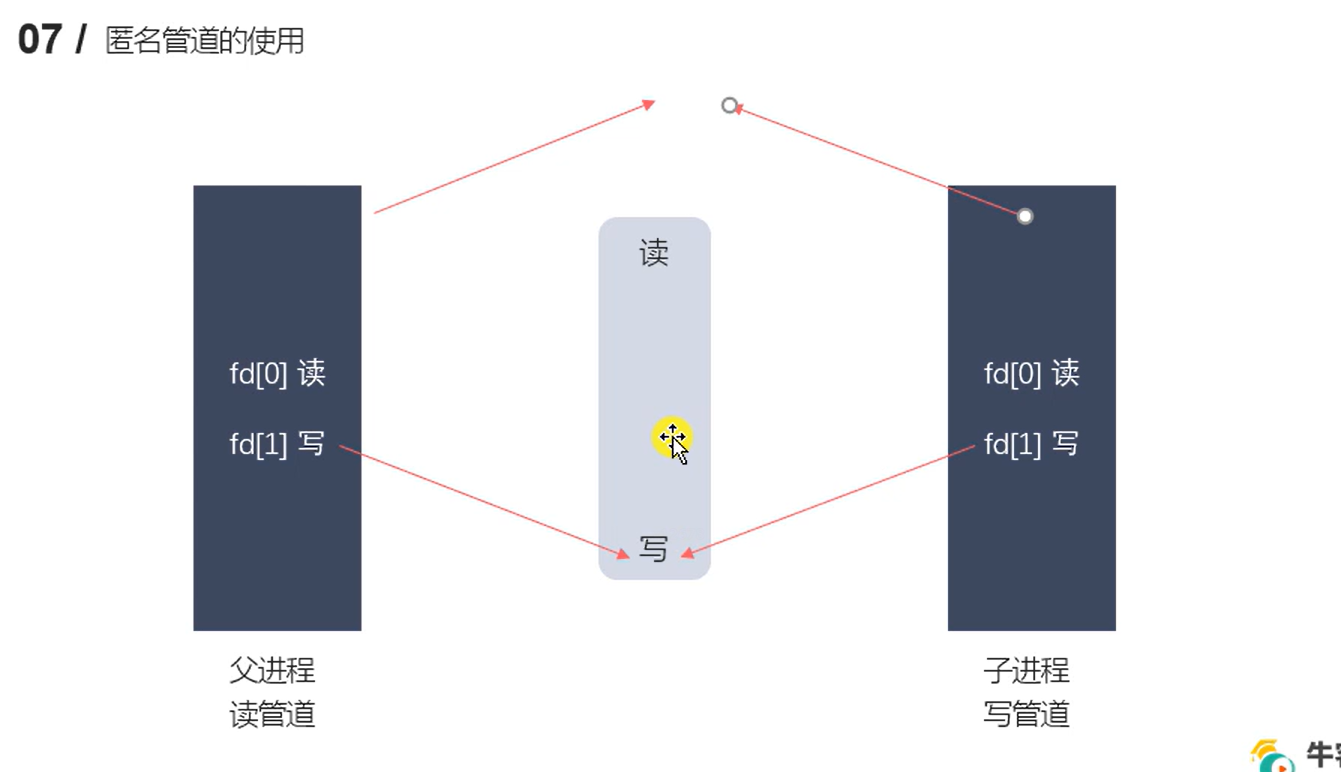 07 / 匿名管道的使用
读
fd[0] 读
fd[1] 写
fd[0] 读
fd[1] 写
写
父进程
读管道
子进程
写管道
牛